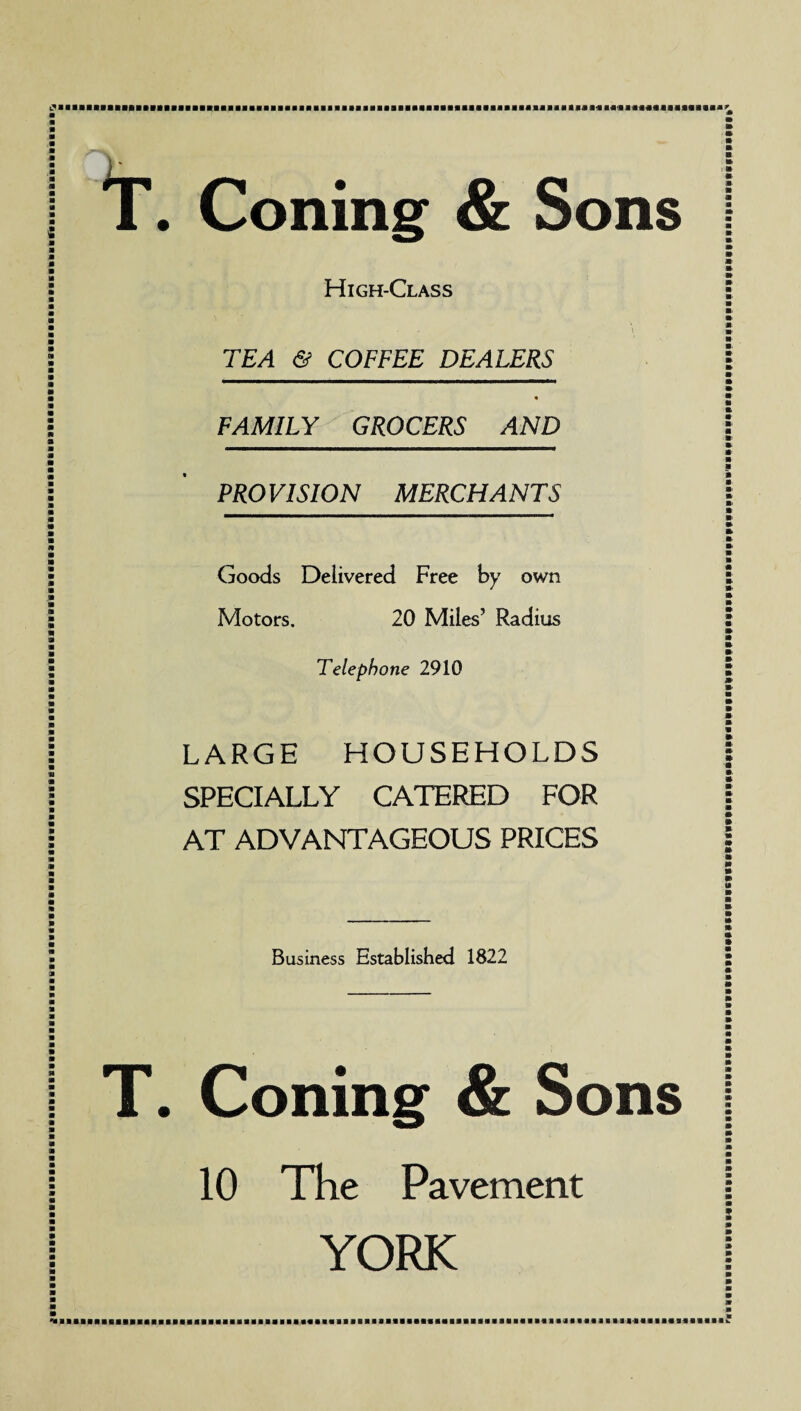 T. Coning & Sons
High-Class
TEA & COFFEE DEALERS
FAMILY GROCERS AND
PROVISION MERCHANTS
Goods Delivered Free by own
Motors. 20 Miles' Radius
Telephone 2910
LARGE HOUSEHOLDS
SPECIALLY CATERED FOR
AT ADVANTAGEOUS PRICES
Business Established 1822
T. Coning & Sons
10 The Pavement
YORK